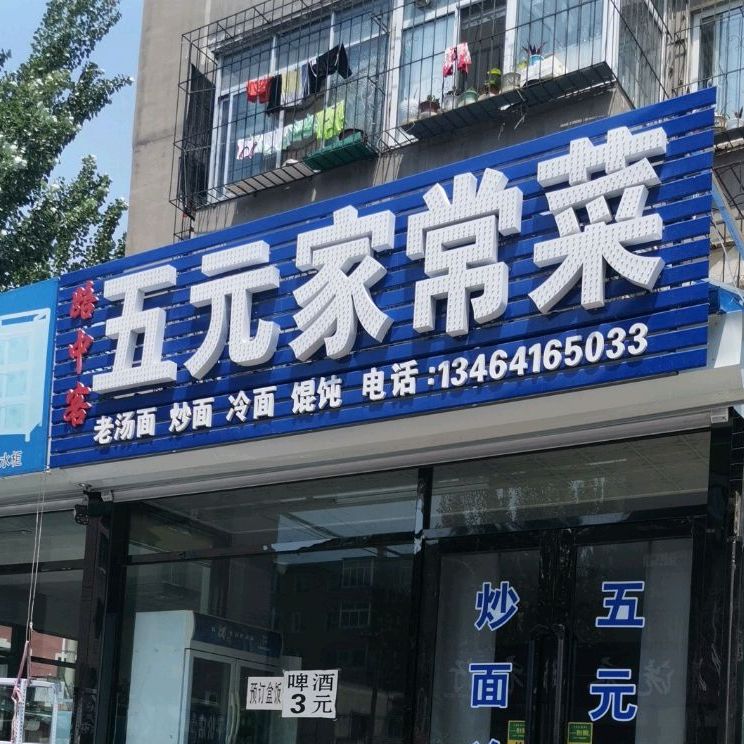 路中客
五元家常菜
老汤面 炒面 冷面 馄饨 电话:13464165033
水柜
预订盒饭
啤酒
3元
炒面
五元